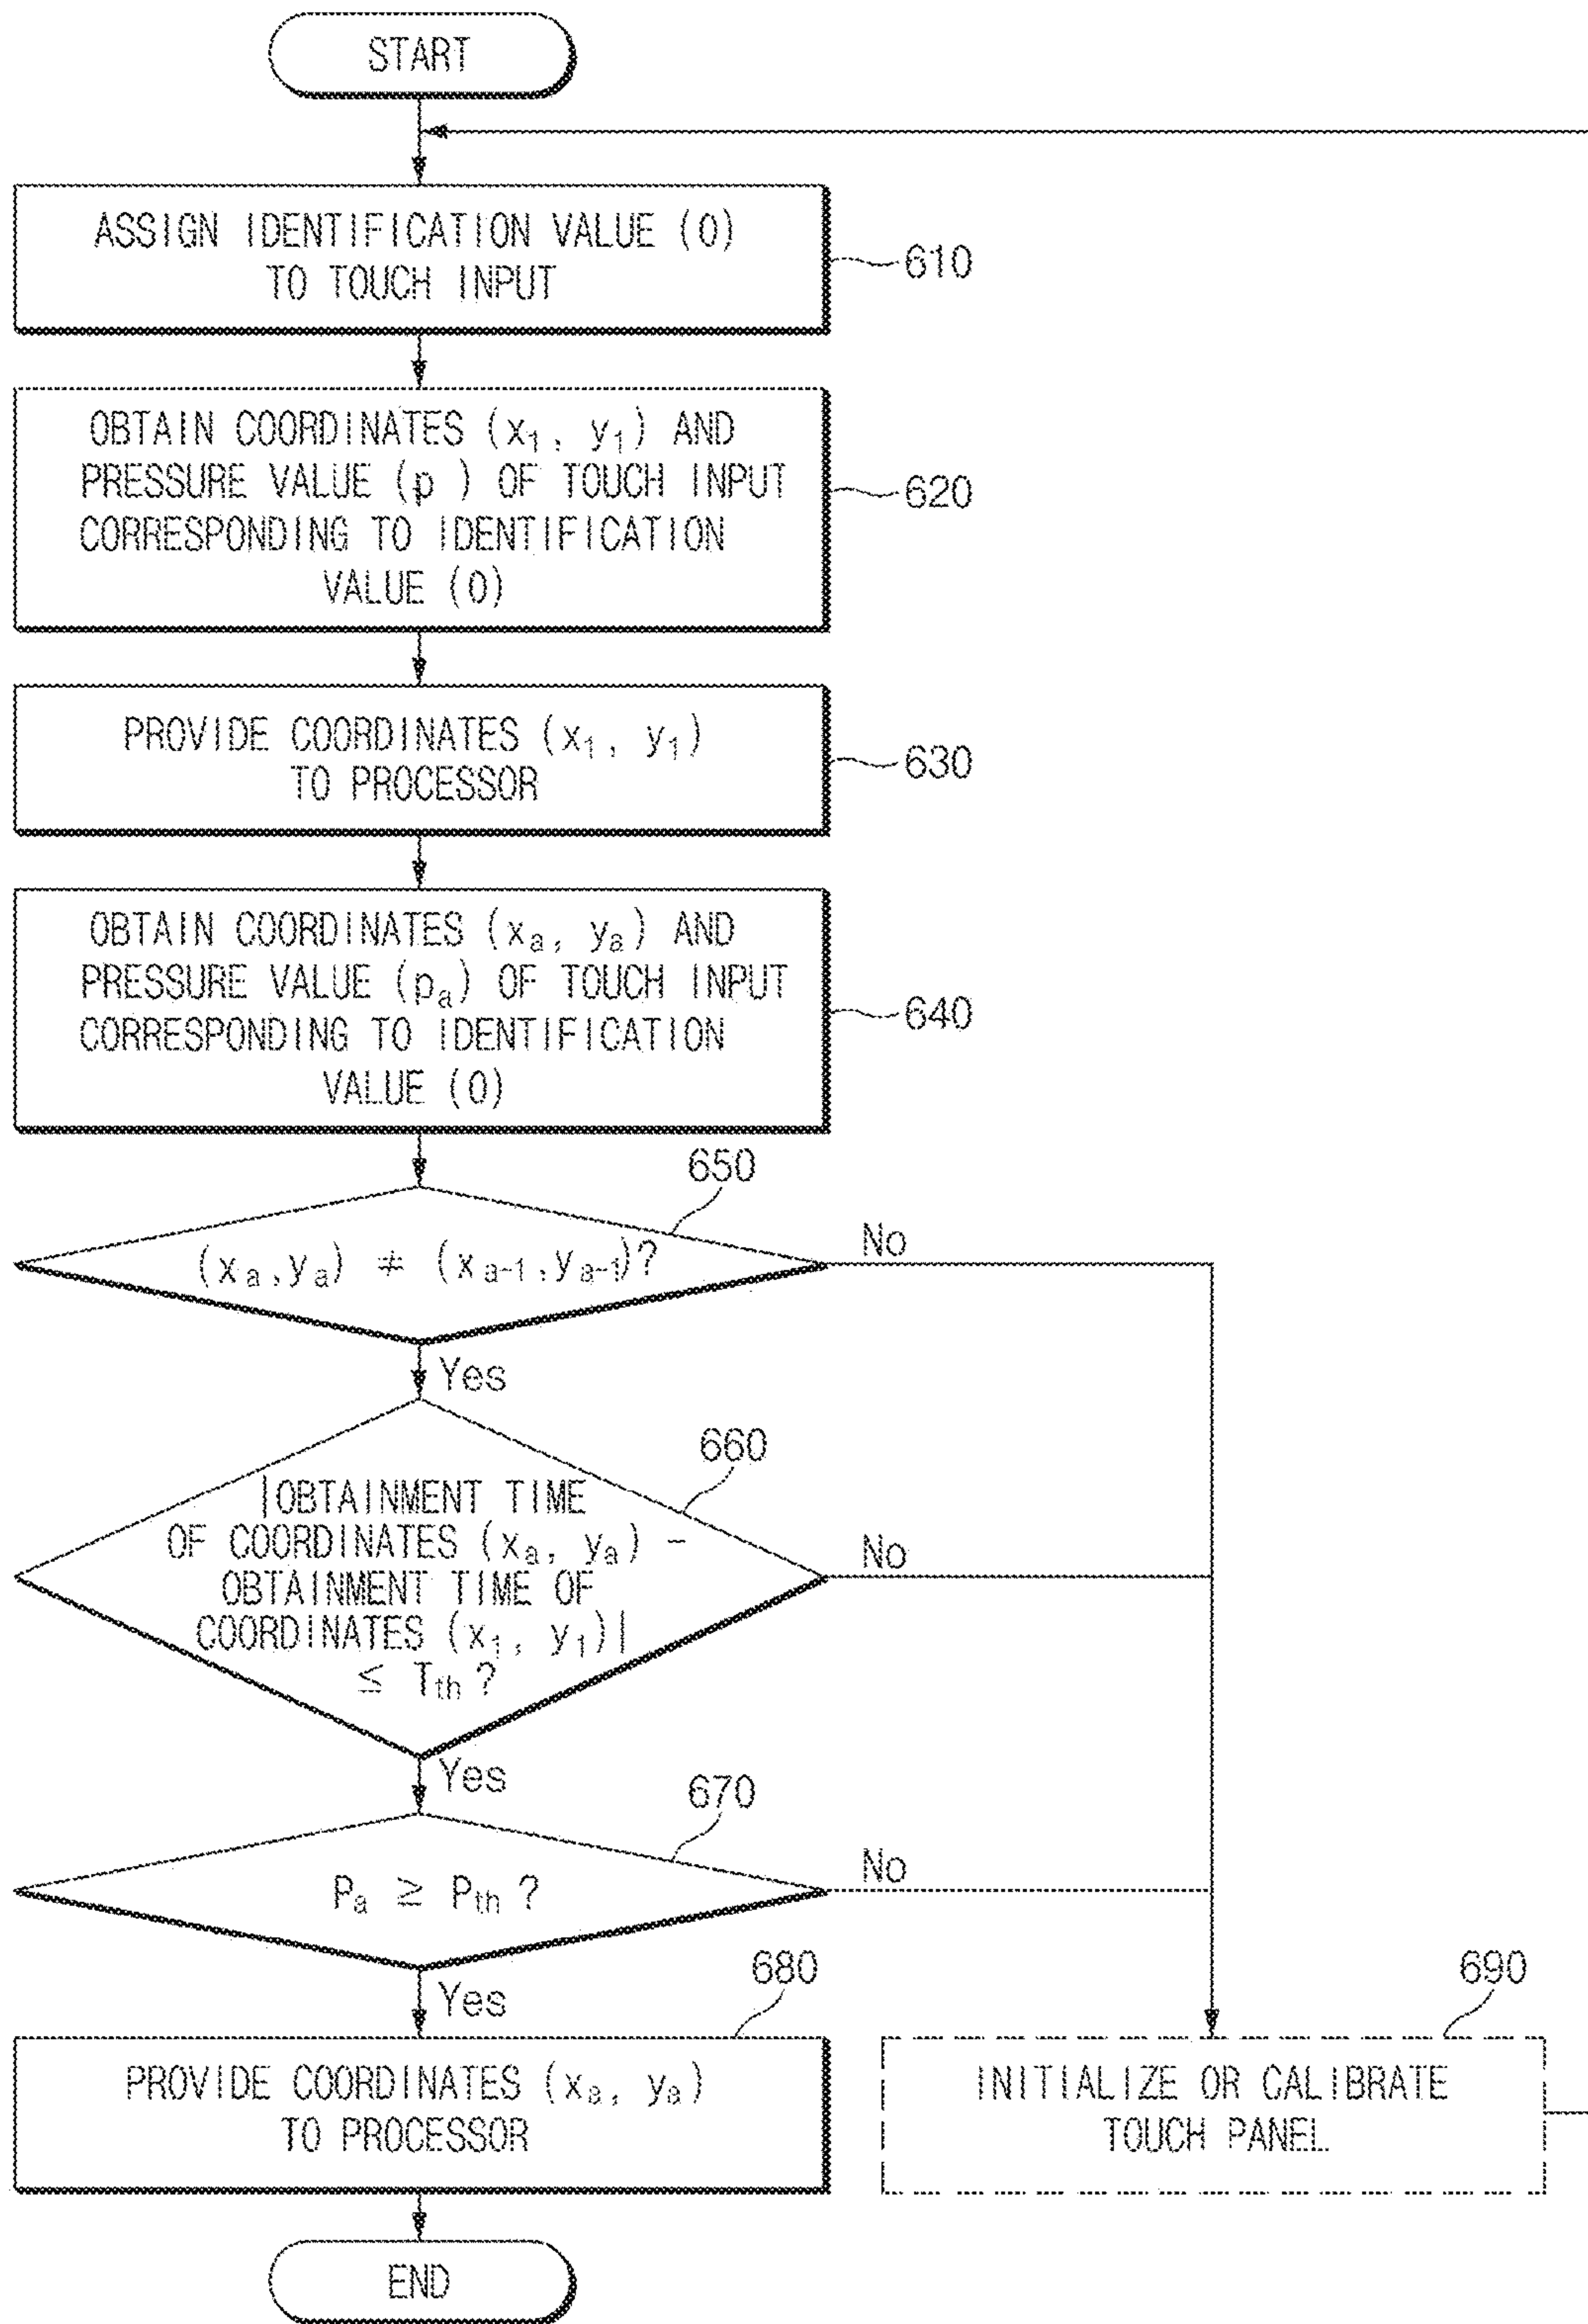 START
ASSIGN IDENTIFICATION VALUE (0)
TO TOUCH INPUT
610
OBTAIN COORDINATES (x₁, y₁) AND
PRESSURE VALUE (p ) OF TOUCH INPUT
CORRESPONDING TO IDENTIFICATION
VALUE (0)
620
PROVIDE COORDINATES (x₁, y₁)
TO PROCESSOR
630
OBTAIN COORDINATES (xₐ, yₐ) AND
PRESSURE VALUE (pₐ) OF TOUCH INPUT
CORRESPONDING TO IDENTIFICATION
VALUE (0)
640
650
(xₐ,yₐ) ≠ (xₐ₋₁,yₐ₋₁)?
No
Yes
660
|OBTAINMENT TIME
OF COORDINATES (xₐ, yₐ) -
OBTAINMENT TIME OF
COORDINATES (x₁, y₁)|
≤ Tth ?
No
Yes
670
Pₐ ≥ Pth ?
No
Yes
680
PROVIDE COORDINATES (xₐ, yₐ)
TO PROCESSOR
690
INITIALIZE OR CALIBRATE
TOUCH PANEL
END